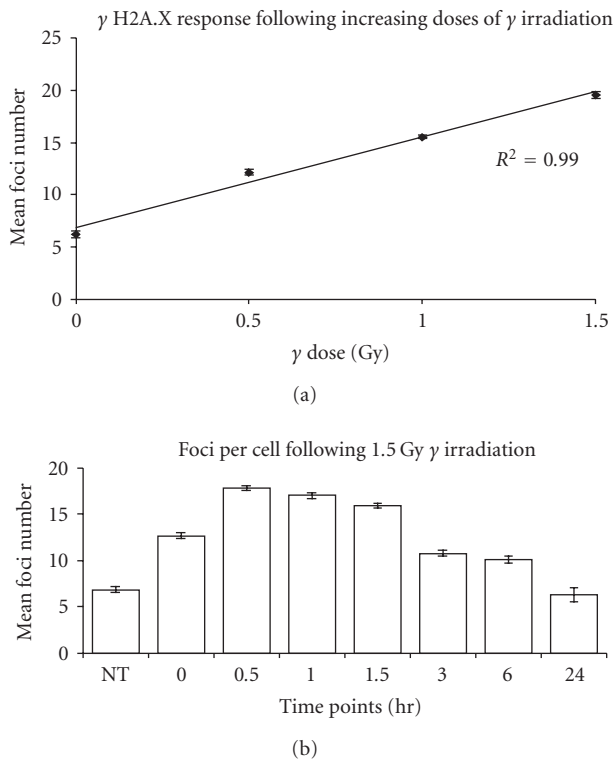 γ H2A.X response following increasing doses of γ irradiation
25
20
15
10
5
0
Mean foci number
R² = 0.99
0 0.5 1 1.5
γ dose (Gy)
(a)
Foci per cell following 1.5 Gy γ irradiation
20
15
10
5
0
Mean foci number
NT 0 0.5 1 1.5 3 6 24
Time points (hr)
(b)